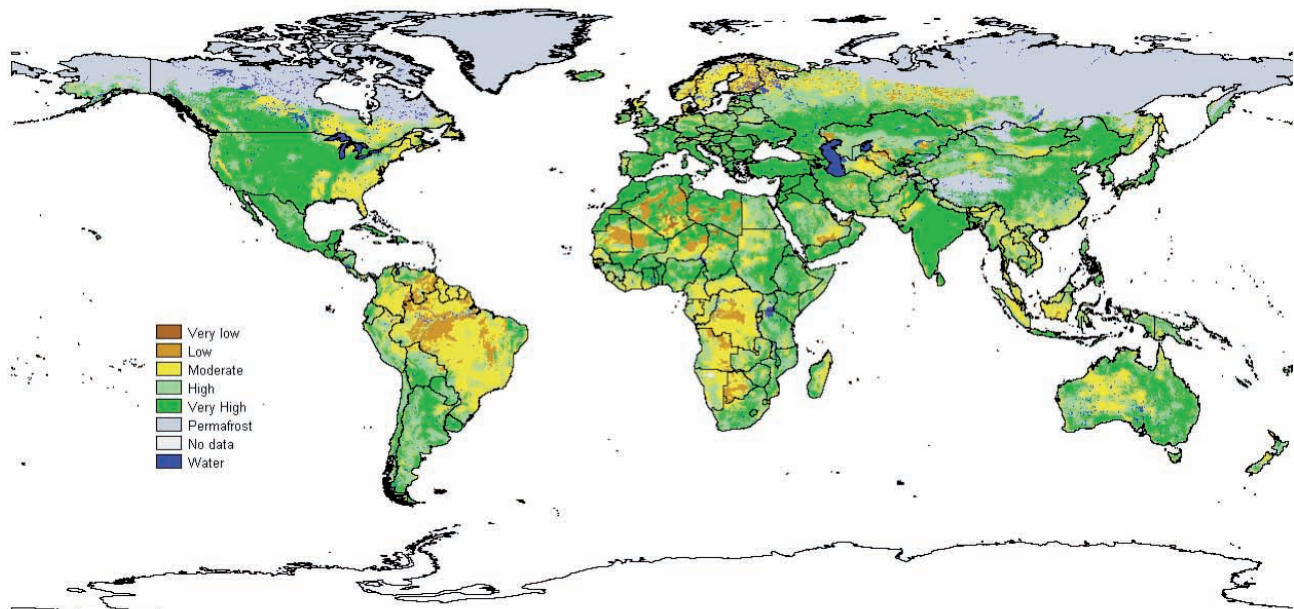 Very low
Low
Moderate
High
Very High
Permafrost
No data
Water